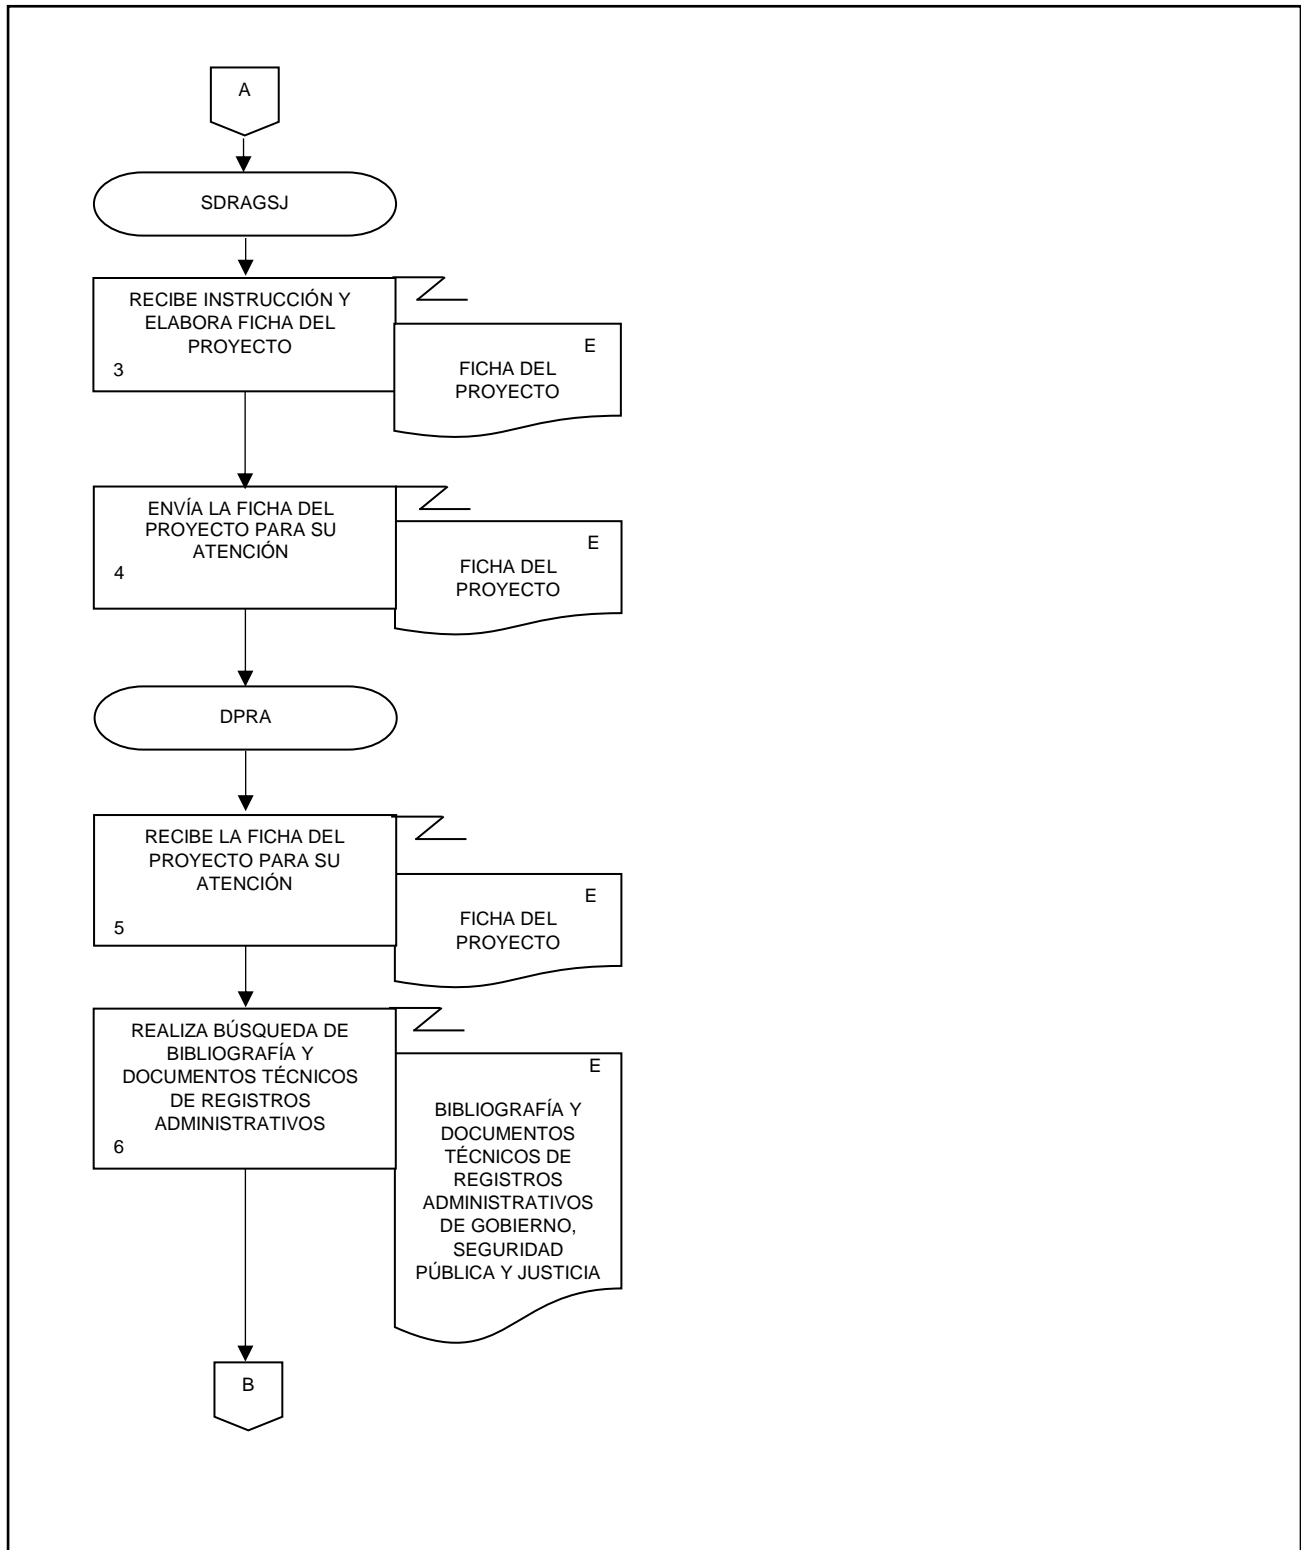 A
SDRAGSJ
RECIBE INSTRUCCIÓN Y
ELABORA FICHA DEL
PROYECTO
3
E
FICHA DEL
PROYECTO
ENVÍA LA FICHA DEL
PROYECTO PARA SU
ATENCIÓN
4
E
FICHA DEL
PROYECTO
DPRA
RECIBE LA FICHA DEL
PROYECTO PARA SU
ATENCIÓN
5
E
FICHA DEL
PROYECTO
REALIZA BÚSQUEDA DE
BIBLIOGRAFÍA Y
DOCUMENTOS TÉCNICOS
DE REGISTROS
ADMINISTRATIVOS
6
E
BIBLIOGRAFÍA Y
DOCUMENTOS
TÉCNICOS DE
REGISTROS
ADMINISTRATIVOS
DE GOBIERNO,
SEGURIDAD
PÚBLICA Y JUSTICIA
B